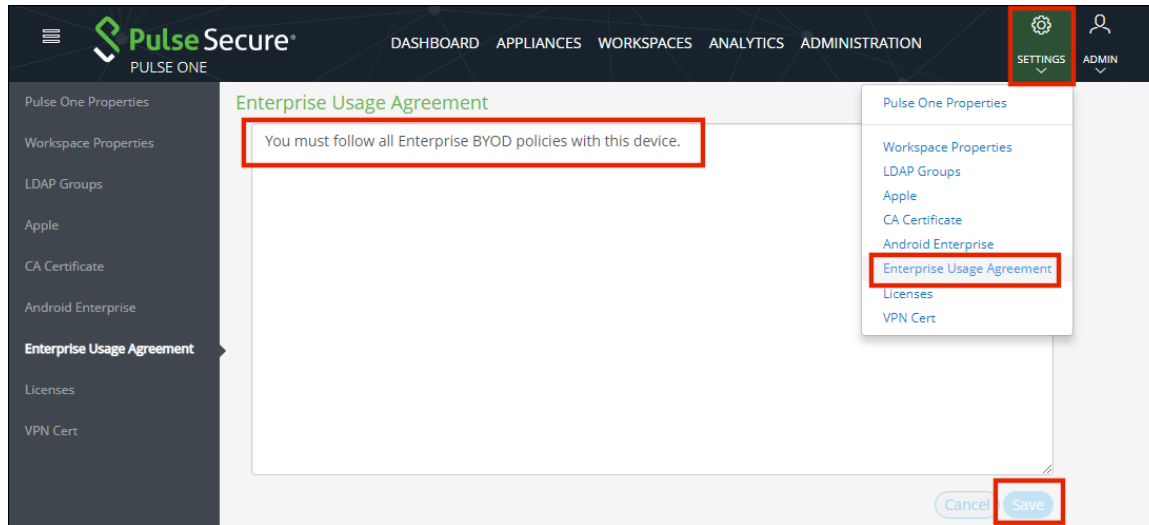 Pulse Secure®
PULSE ONE
DASHBOARD APPLIANCES WORKSPACES ANALYTICS ADMINISTRATION
SETTINGS
ADMIN
Pulse One Properties
Workspace Properties
LDAP Groups
Apple
CA Certificate
Android Enterprise
Enterprise Usage Agreement
Licenses
VPN Cert
Enterprise Usage Agreement
You must follow all Enterprise BYOD policies with this device.
Pulse One Properties
Workspace Properties
LDAP Groups
Apple
CA Certificate
Android Enterprise
Enterprise Usage Agreement
Licenses
VPN Cert
Cancel
Save